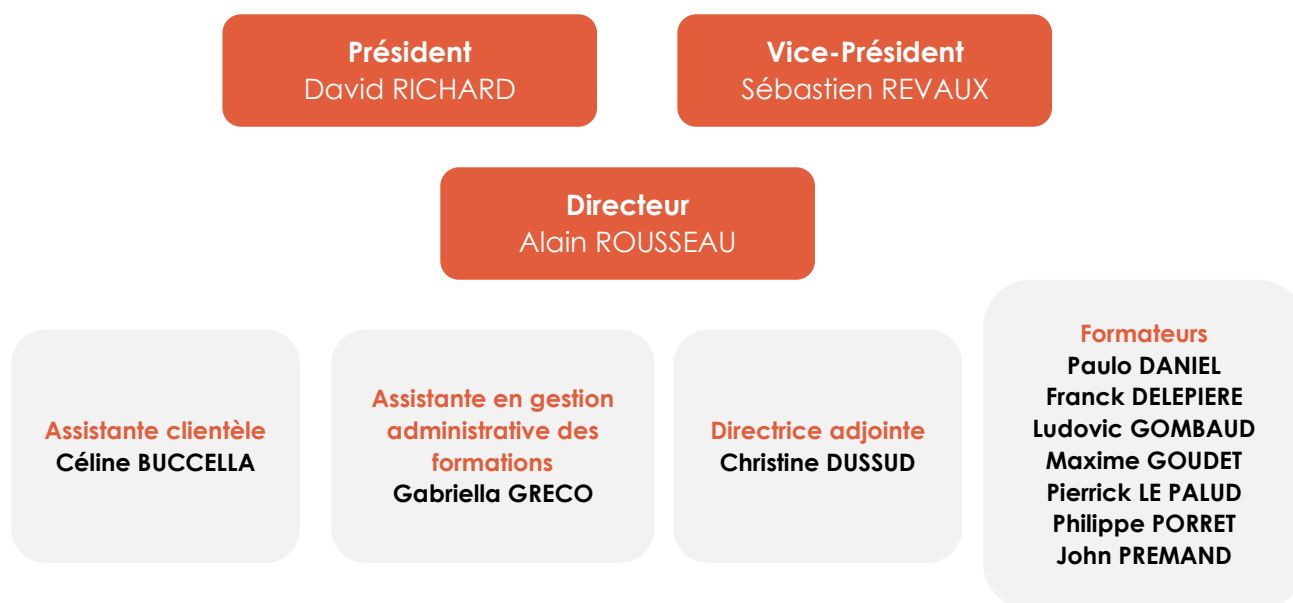 Président
David RICHARD
Vice-Président
Sébastien REVAUX
Directeur
Alain ROUSSEAU
Assistante clientèle
Céline BUCCELLA
Assistante en gestion
administrative des
formations
Gabriella GRECO
Directrice adjointe
Christine DUSSUD
Formateurs
Paulo DANIEL
Franck DELEPIERE
Ludovic GOMBAUD
Maxime GOUDET
Pierrick LE PALUD
Philippe PORRET
John PREMAND